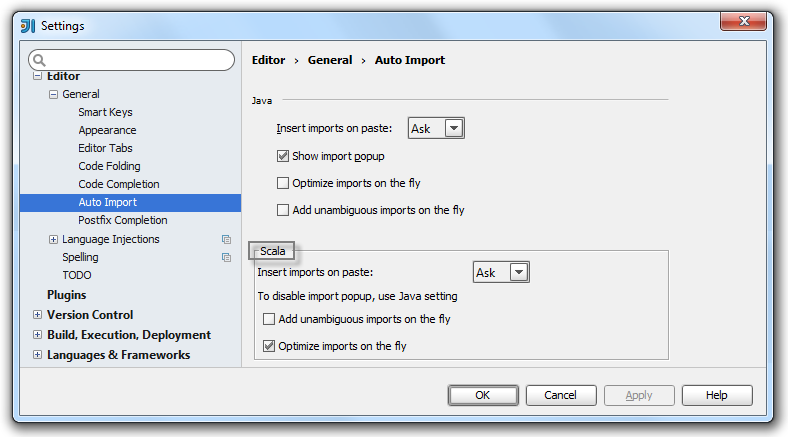 Settings
Editor
General
Smart Keys
Appearance
Editor Tabs
Code Folding
Code Completion
Auto Import
Postfix Completion
Language Injections
Spelling
TODO
Plugins
Version Control
Build, Execution, Deployment
Languages & Frameworks
Editor › General › Auto Import
Java
Insert imports on paste: Ask
Show import popup
Optimize imports on the fly
Add unambiguous imports on the fly
Scala
Insert imports on paste: Ask
To disable import popup, use Java setting
Add unambiguous imports on the fly
Optimize imports on the fly
OK Cancel Apply Help